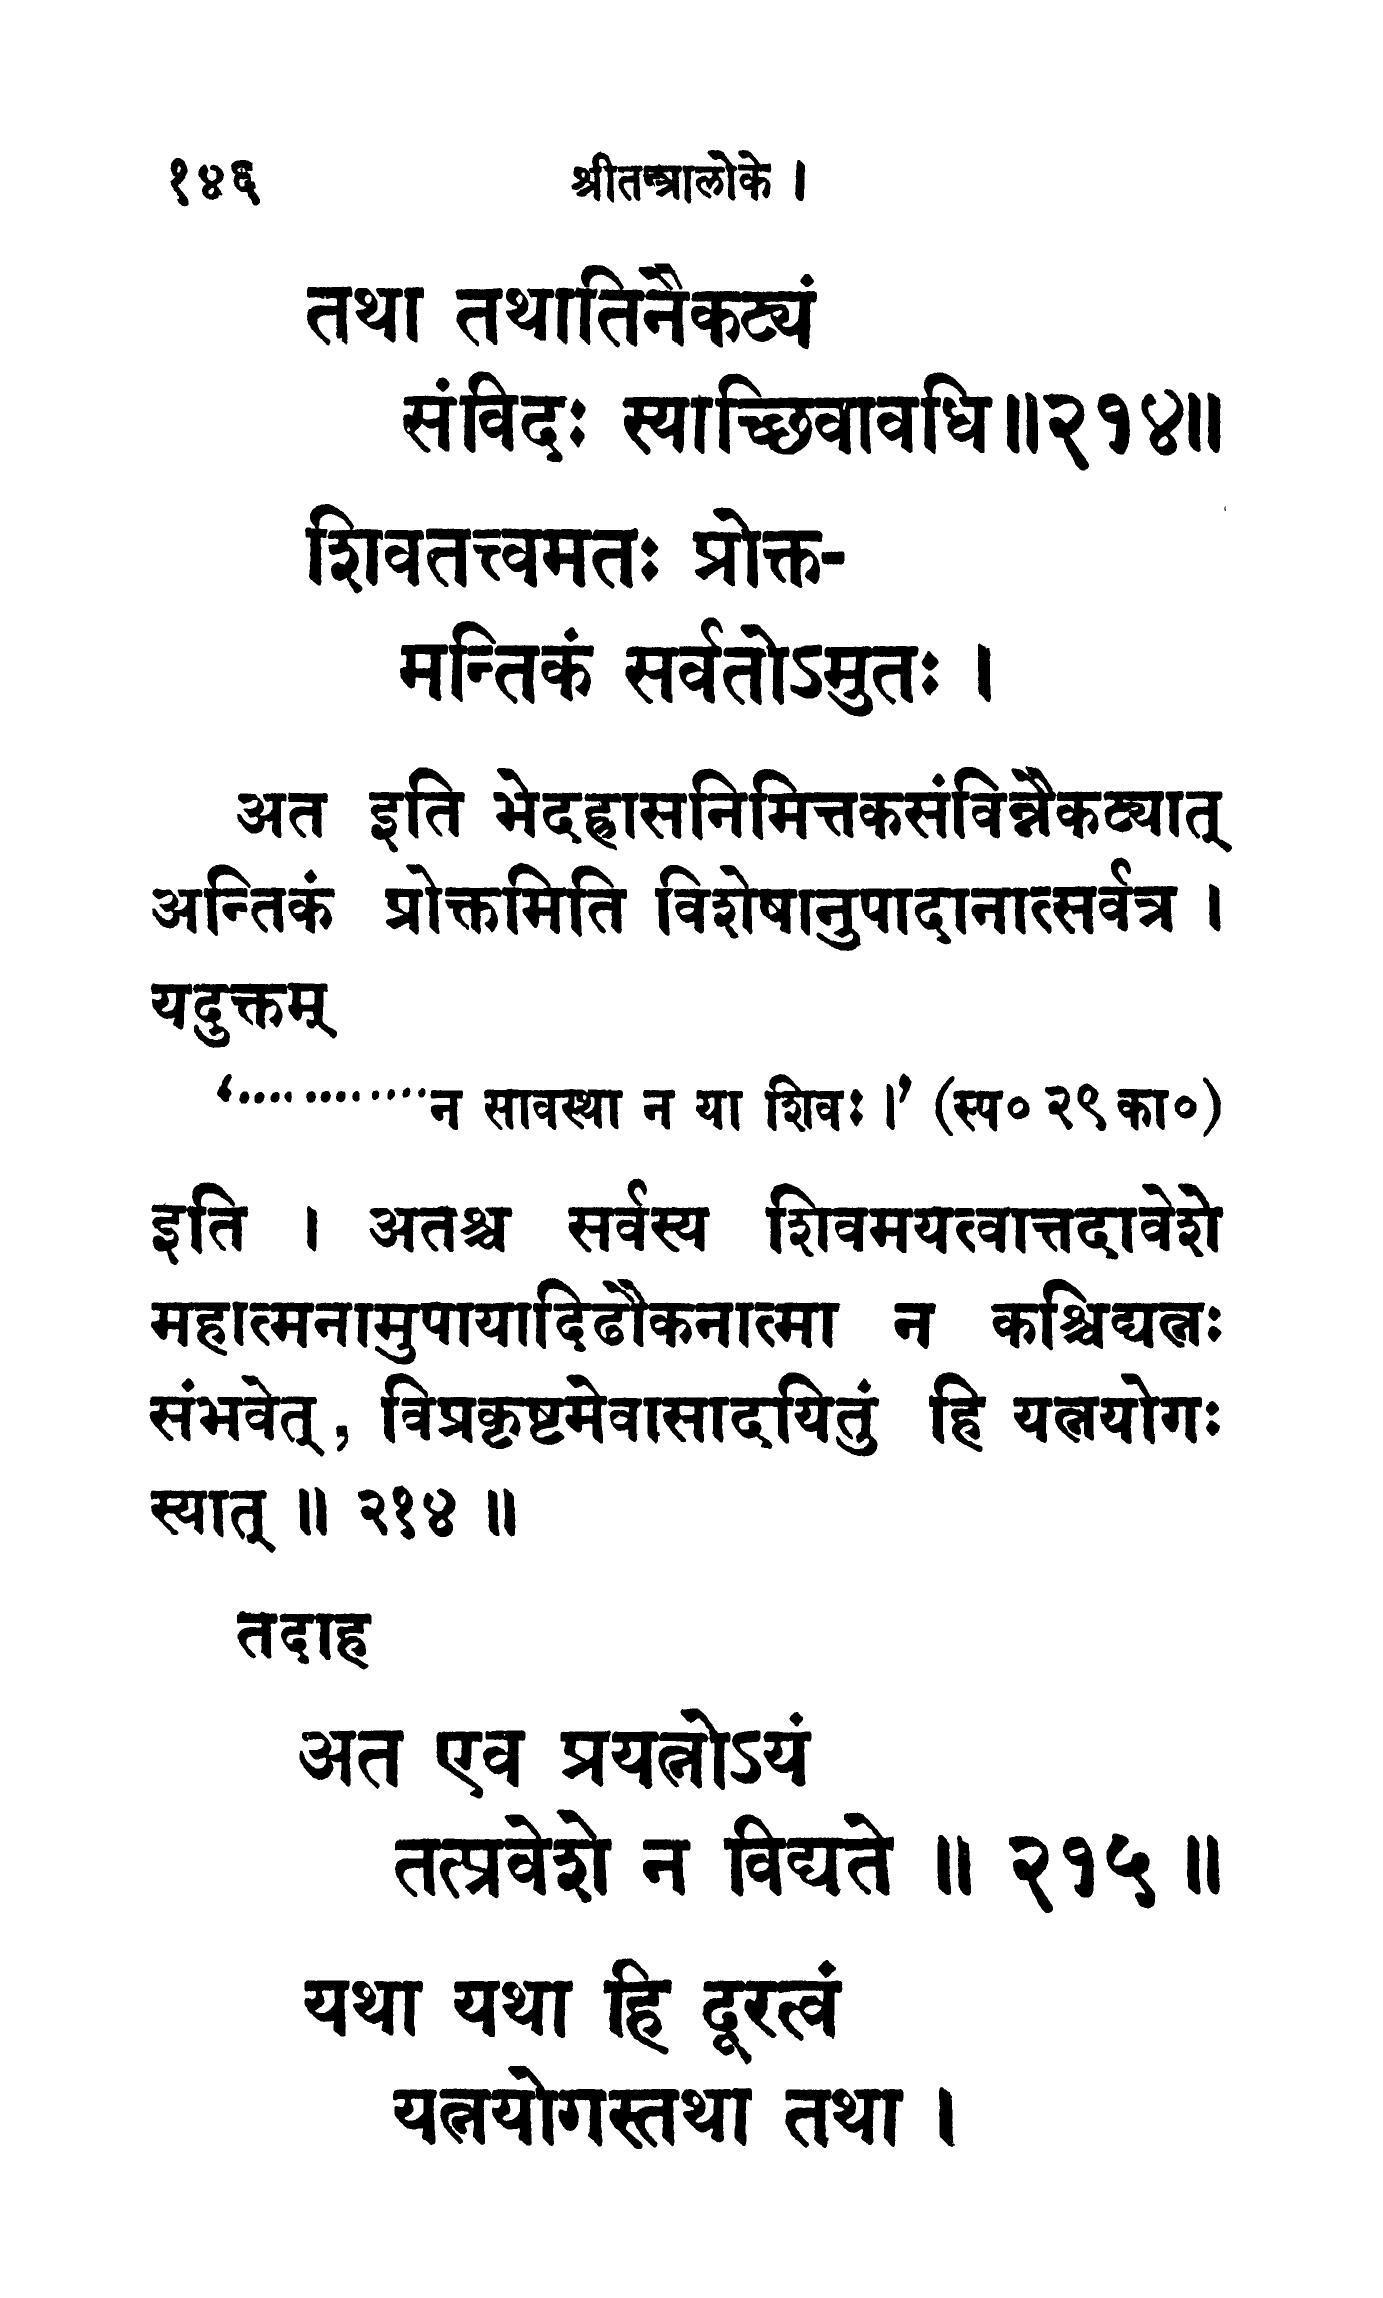 १४६ श्रीतन्त्रालोके ।
तथा तथातिनैकट्यं
संविदः स्याच्छिवावधि॥२१४॥
शिवतत्त्वमतः प्रोक्त-
मन्तिकं सर्वतोऽमुतः ।
अत इति भेदह्रासनिमित्तकसंविन्नैकट्यात्
अन्तिकं प्रोक्तमिति विशेषानुपादानात्सर्वत्र ।
यदुक्तम्
‘············न सावस्था न या शिवः ।’ (स्प० २९ का०)
इति । अतश्च सर्वस्य शिवमयत्वात्तदावेशे
महात्मनामुपायादिढौकनात्मा न कश्चिद्यत्नः
संभवेत् , विप्रकृष्टमेवासादयितुं हि यत्नयोगः
स्यात् ॥ २१४ ॥
तदाह
अत एव प्रयत्नोऽयं
तत्प्रवेशे न विद्यते ॥ २१५ ॥
यथा यथा हि दूरत्वं
यत्नयोगस्तथा तथा ।